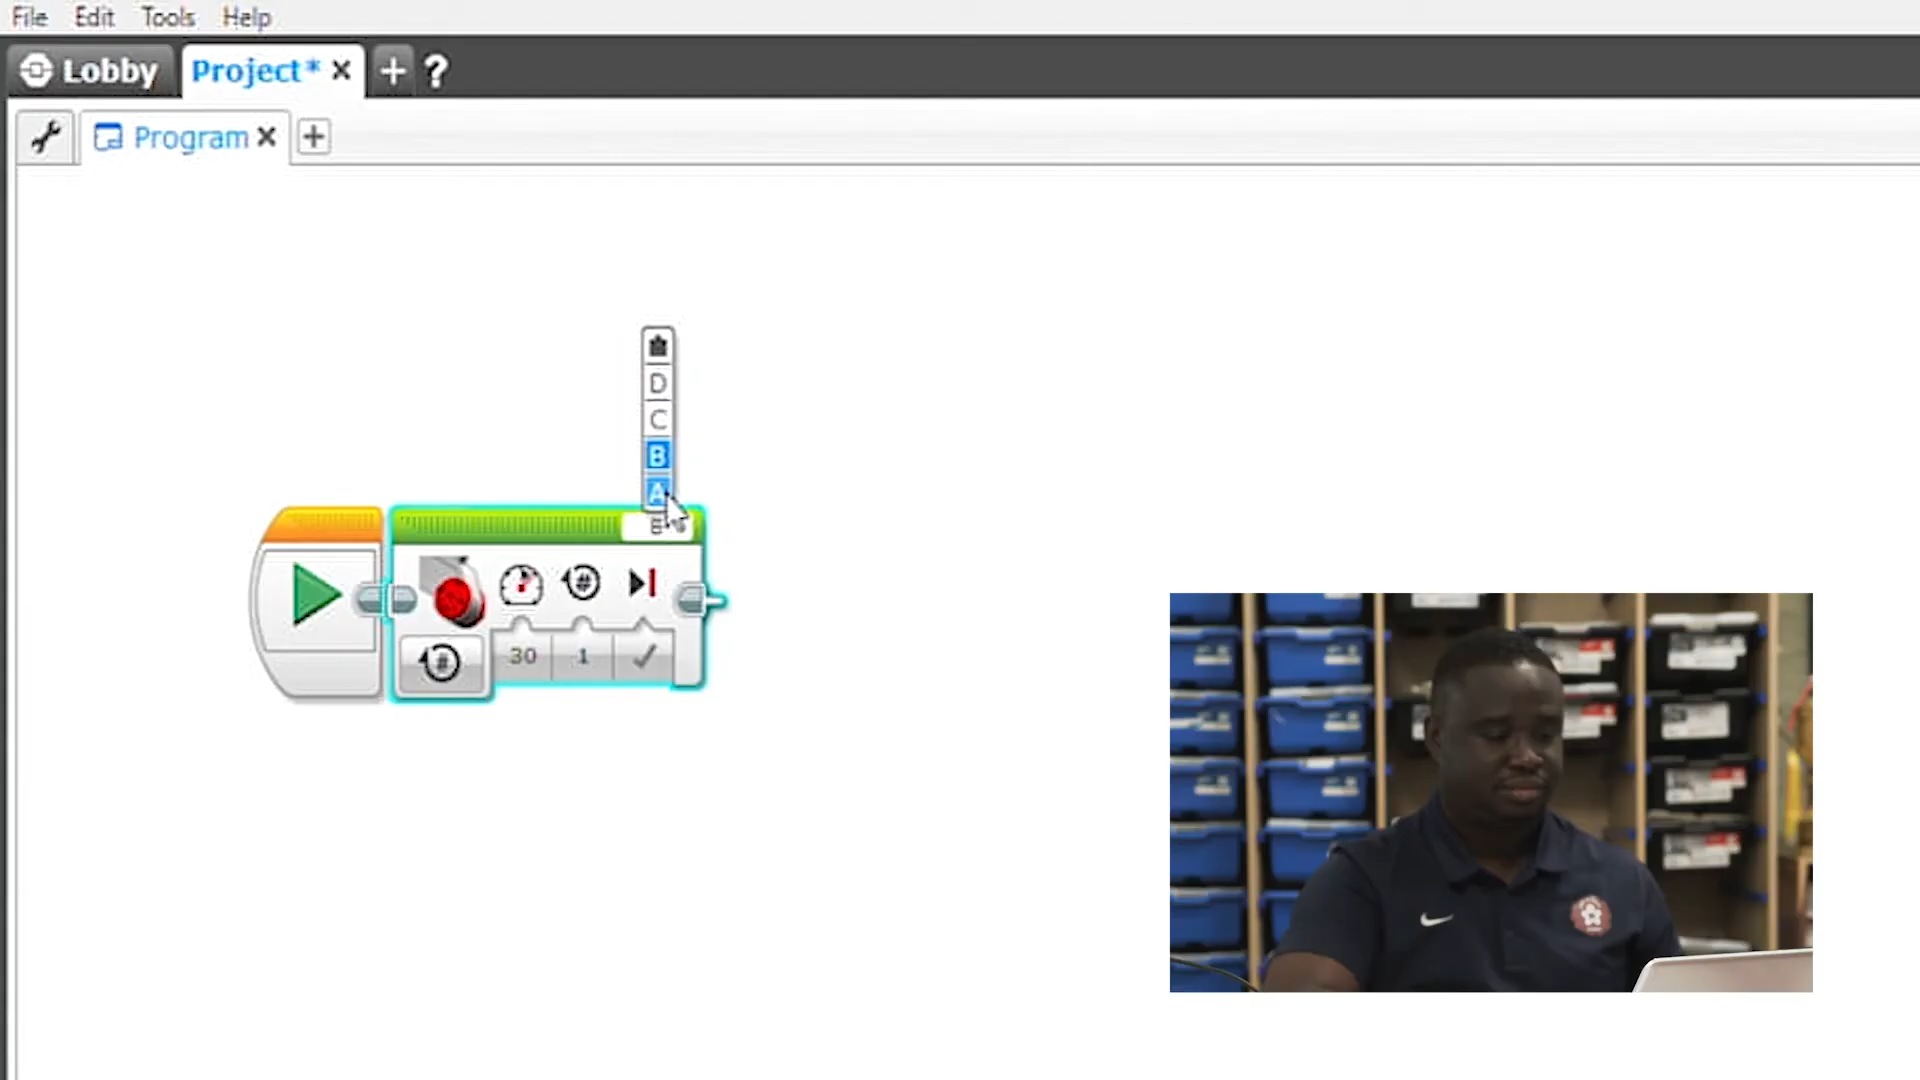 File Edit Tools Help
Lobby Project* × + ?
Program × +
D
C
B
A
#
30 1
#